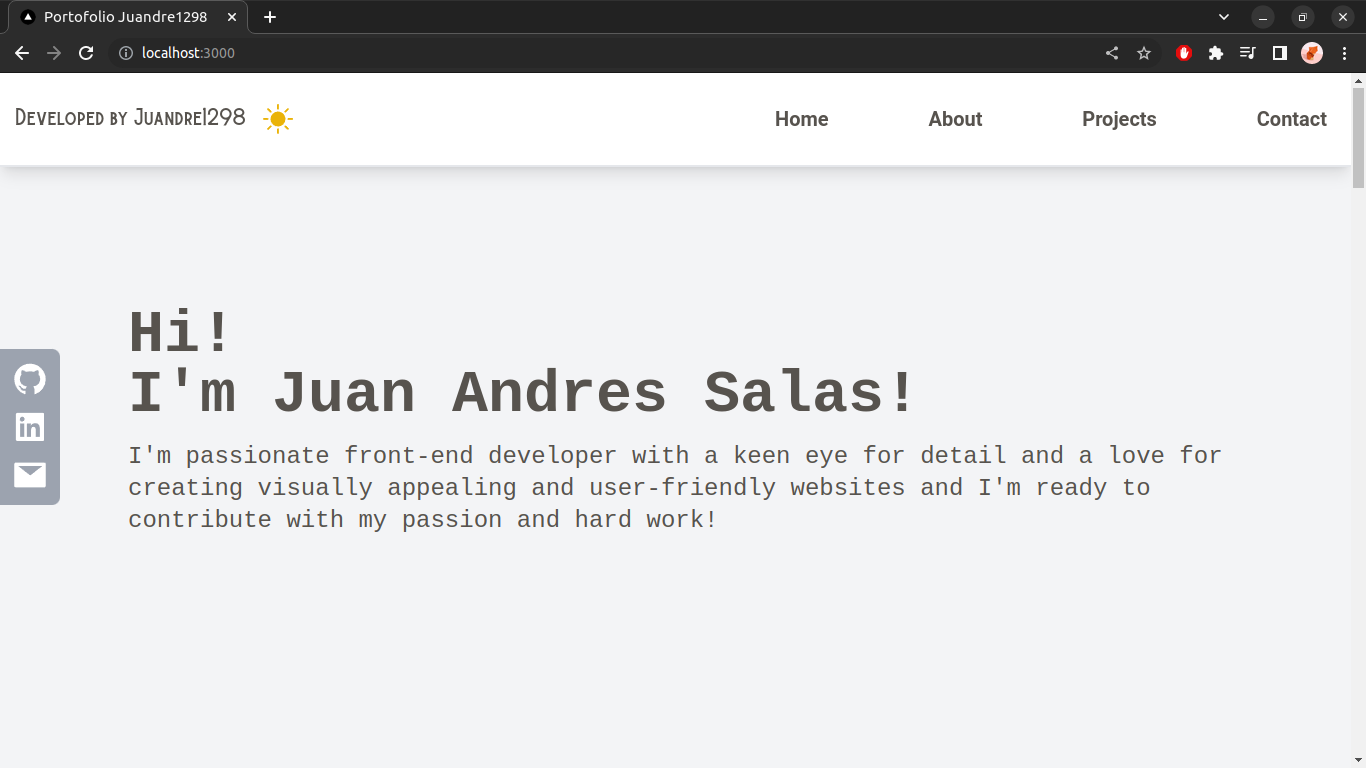 Portofolio Juandre1298
localhost:3000
Developed by Juandre1298
Home About Projects Contact
Hi!
I'm Juan Andres Salas!
in
I'm passionate front-end developer with a keen eye for detail and a love for
creating visually appealing and user-friendly websites and I'm ready to
contribute with my passion and hard work!